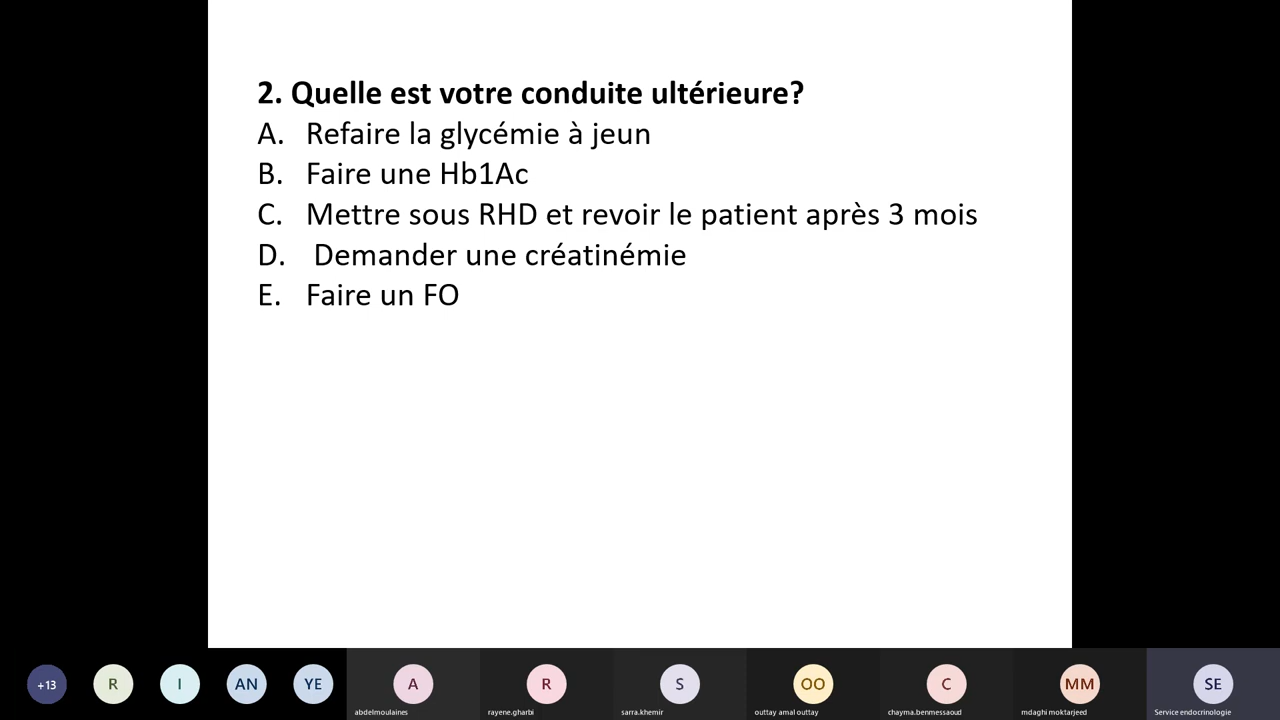 2. Quelle est votre conduite ultérieure?
A. Refaire la glycémie à jeun
B. Faire une Hb1Ac
C. Mettre sous RHD et revoir le patient après 3 mois
D. Demander une créatinémie
E. Faire un FO
+13 R I AN YE A R S OO C MM SE
abdelmoulaines rayene.gharbi sarra.khemir outtay amal outtay chayma.benmessaoud mdaghi moktarjeed Service endocrinologie